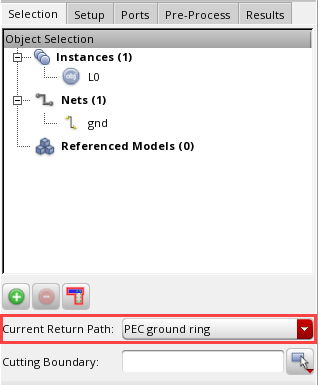 Selection Setup Ports Pre-Process Results
Object Selection
Instances (1)
obj L0
Nets (1)
gnd
Referenced Models (0)
Current Return Path: PEC ground ring
Cutting Boundary: